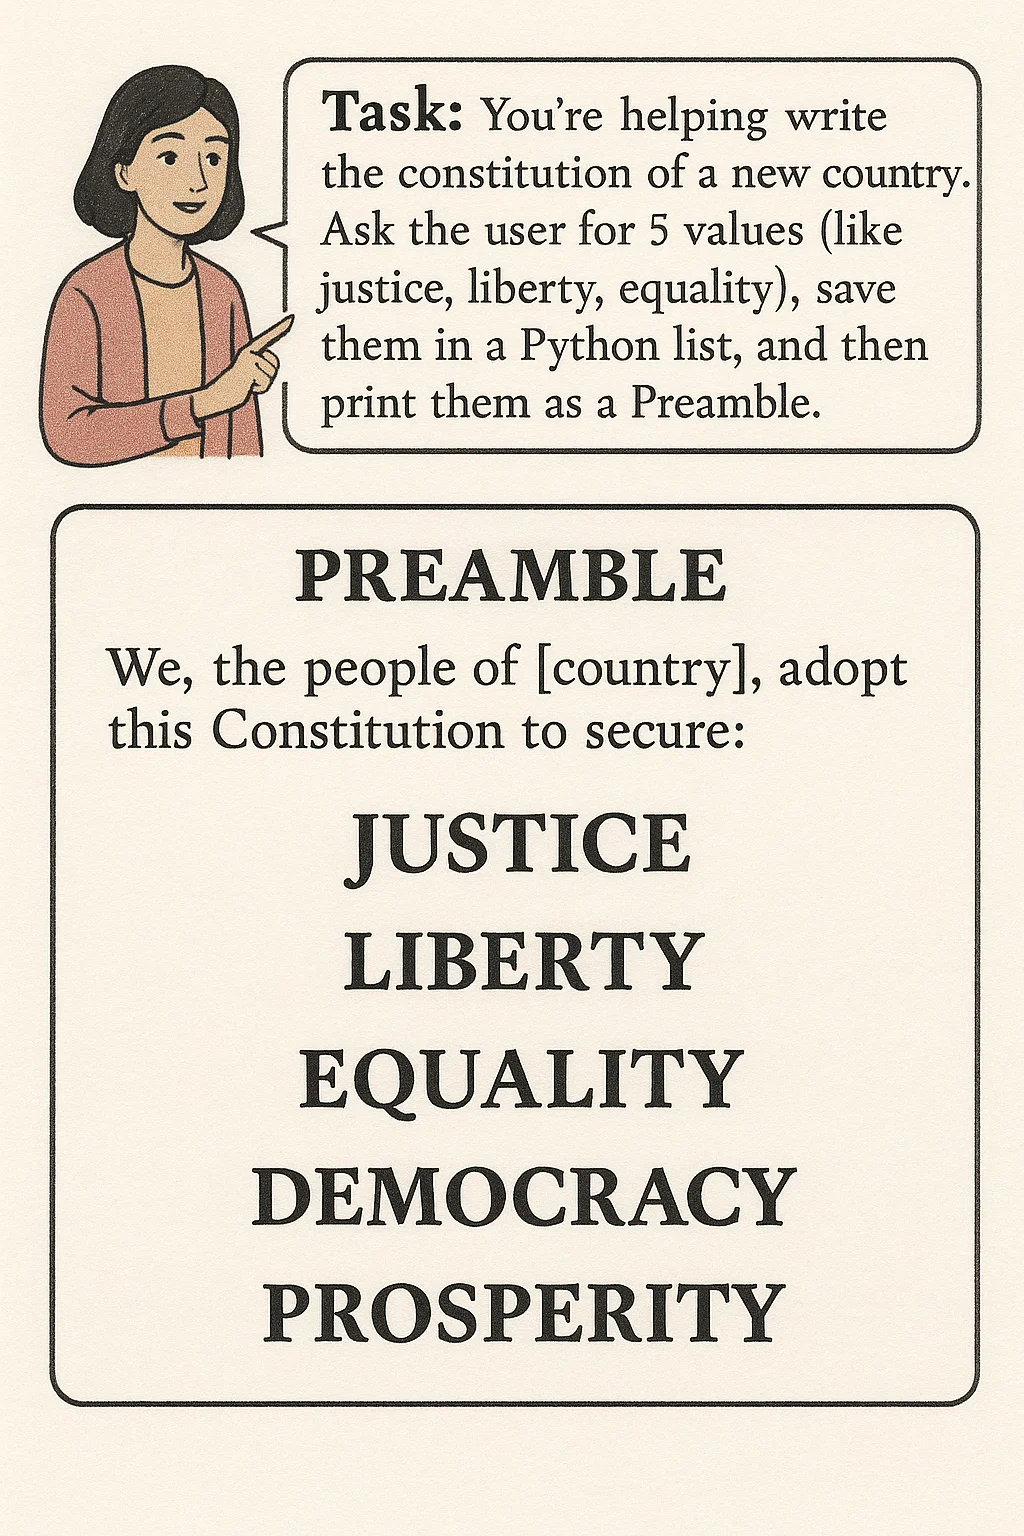 Task: You’re helping write
the constitution of a new country.
Ask the user for 5 values (like
justice, liberty, equality), save
them in a Python list, and then
print them as a Preamble.
PREAMBLE
We, the people of [country], adopt
this Constitution to secure:
JUSTICE
LIBERTY
EQUALITY
DEMOCRACY
PROSPERITY